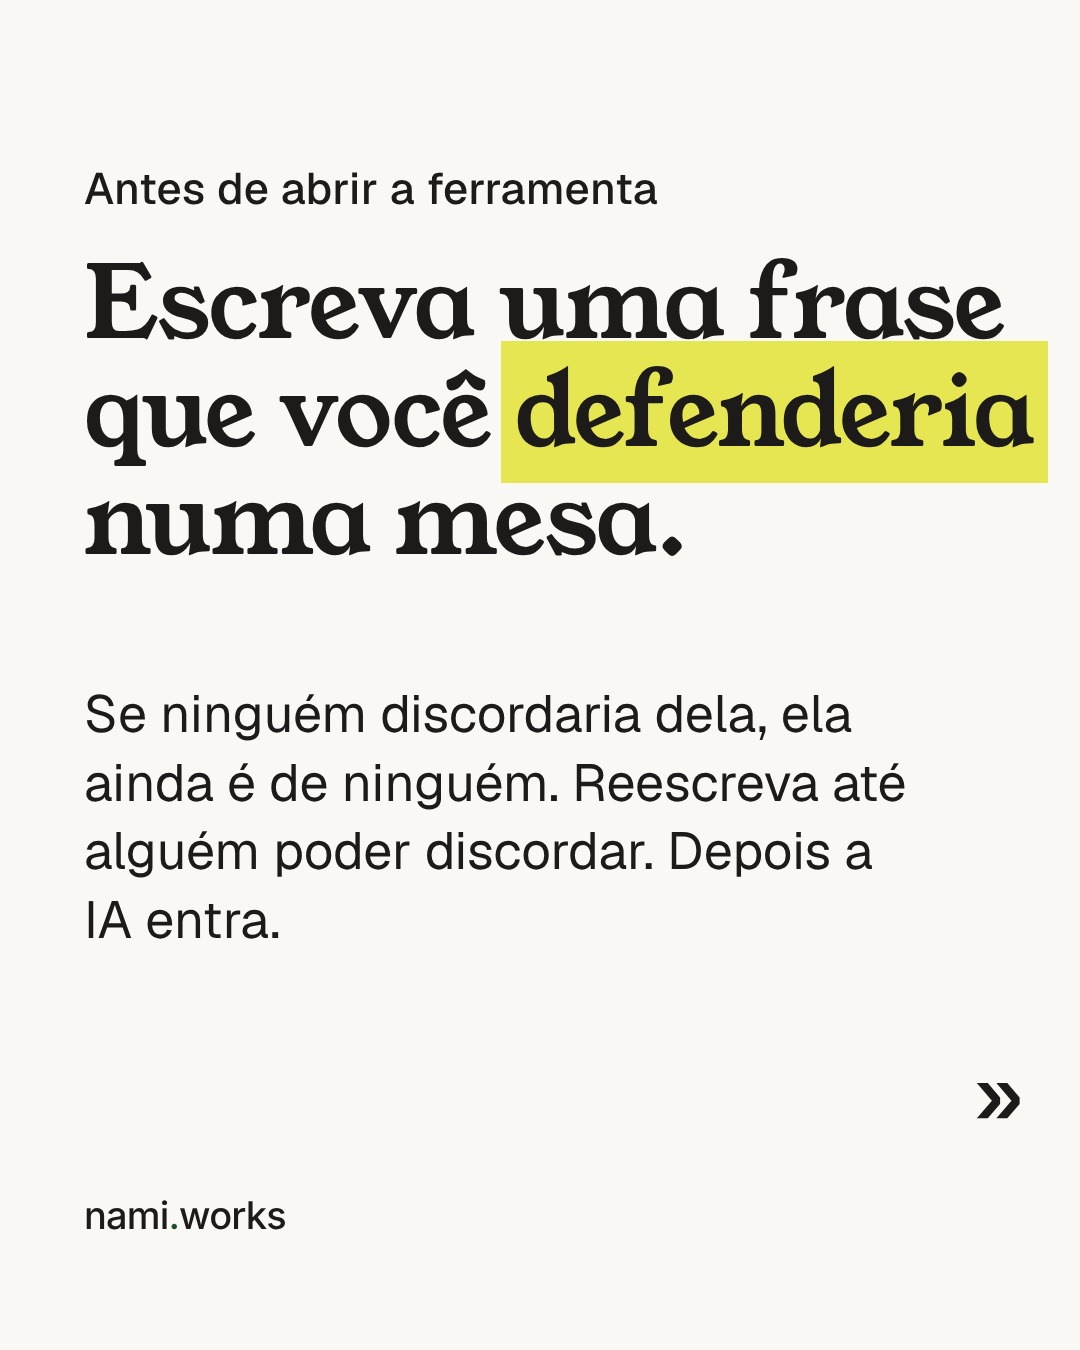 Antes de abrir a ferramenta
Escreva uma frase
que você defenderia
numa mesa.
Se ninguém discordaria dela, ela
ainda é de ninguém. Reescreva até
alguém poder discordar. Depois a
IA entra.
»
nami.works